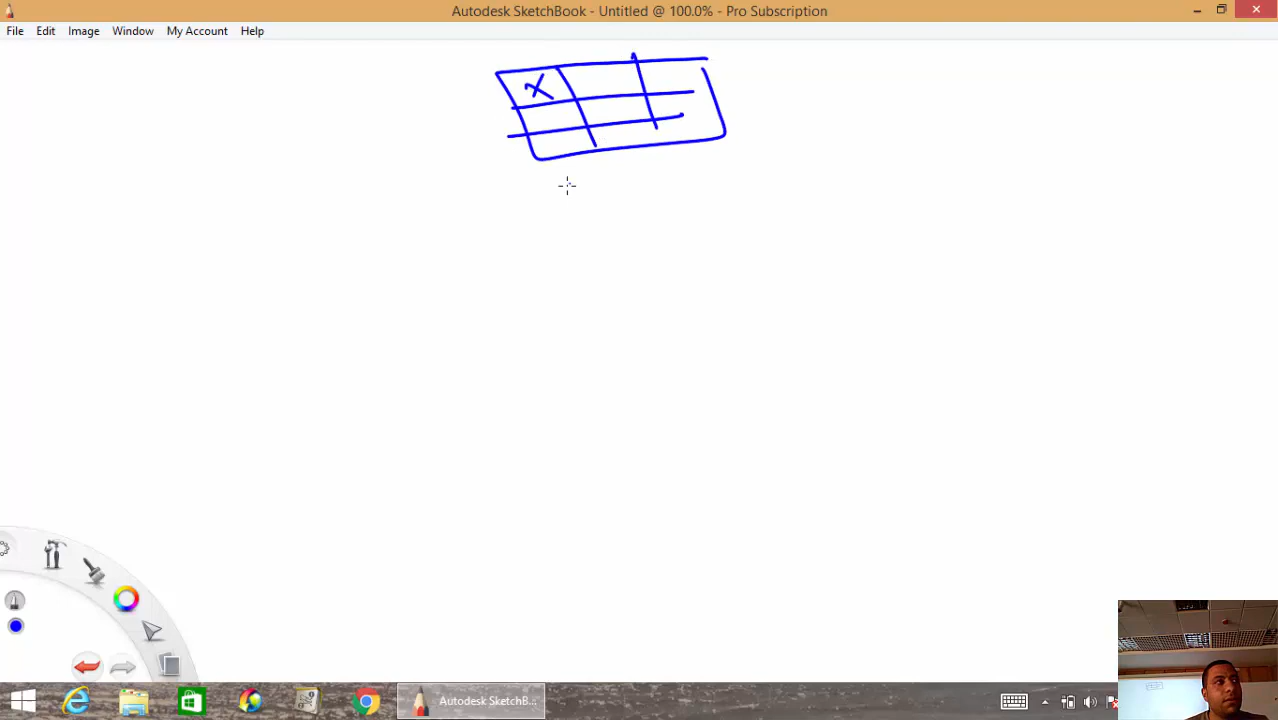 Autodesk SketchBook - Untitled @ 100.0% - Pro Subscription
File Edit Image Window My Account Help
X
Autodesk SketchB...